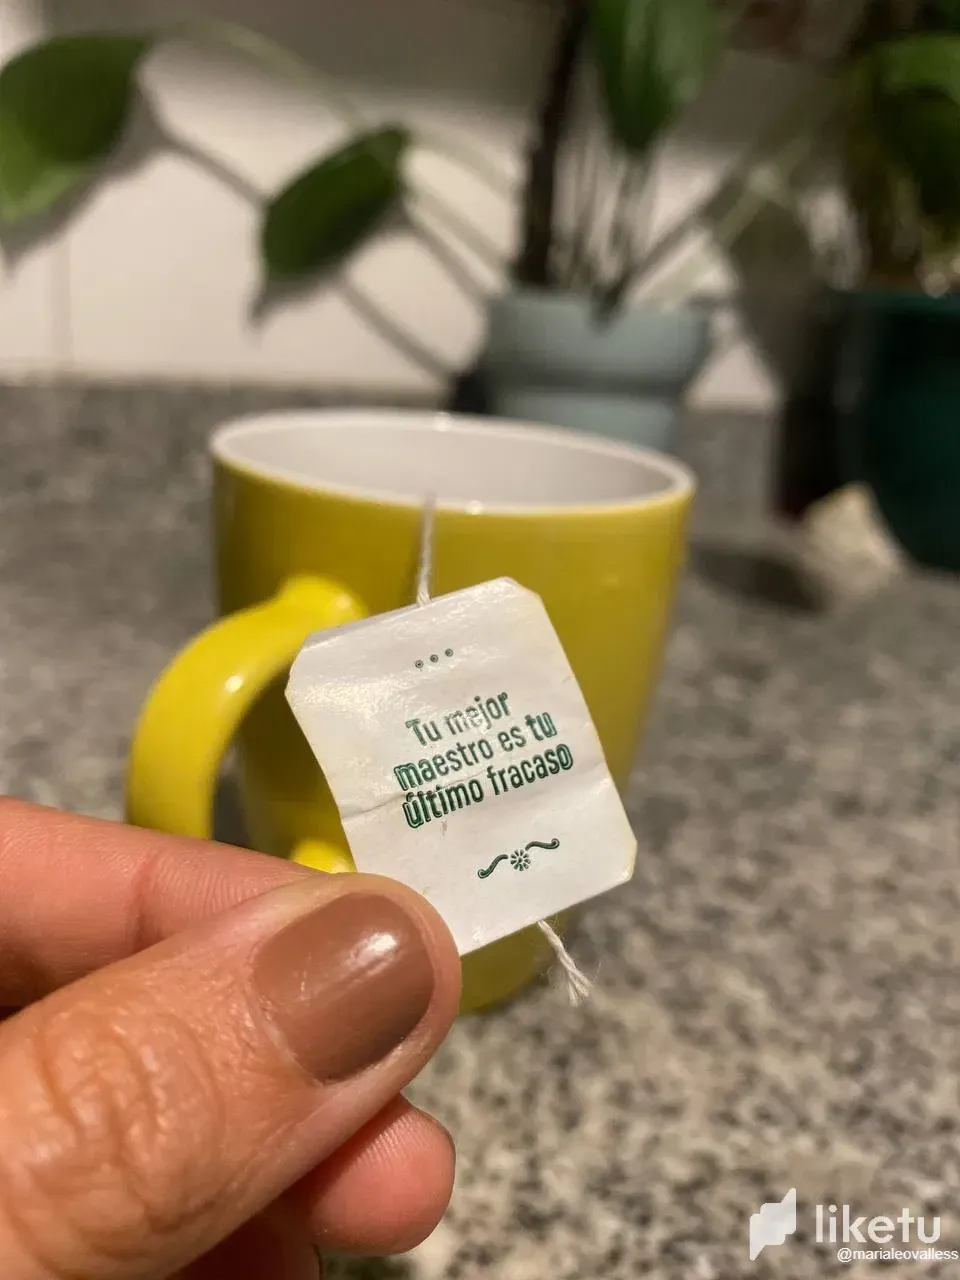 Tu mejor
maestro es tu
último fracaso
liketu
@marialeovalless